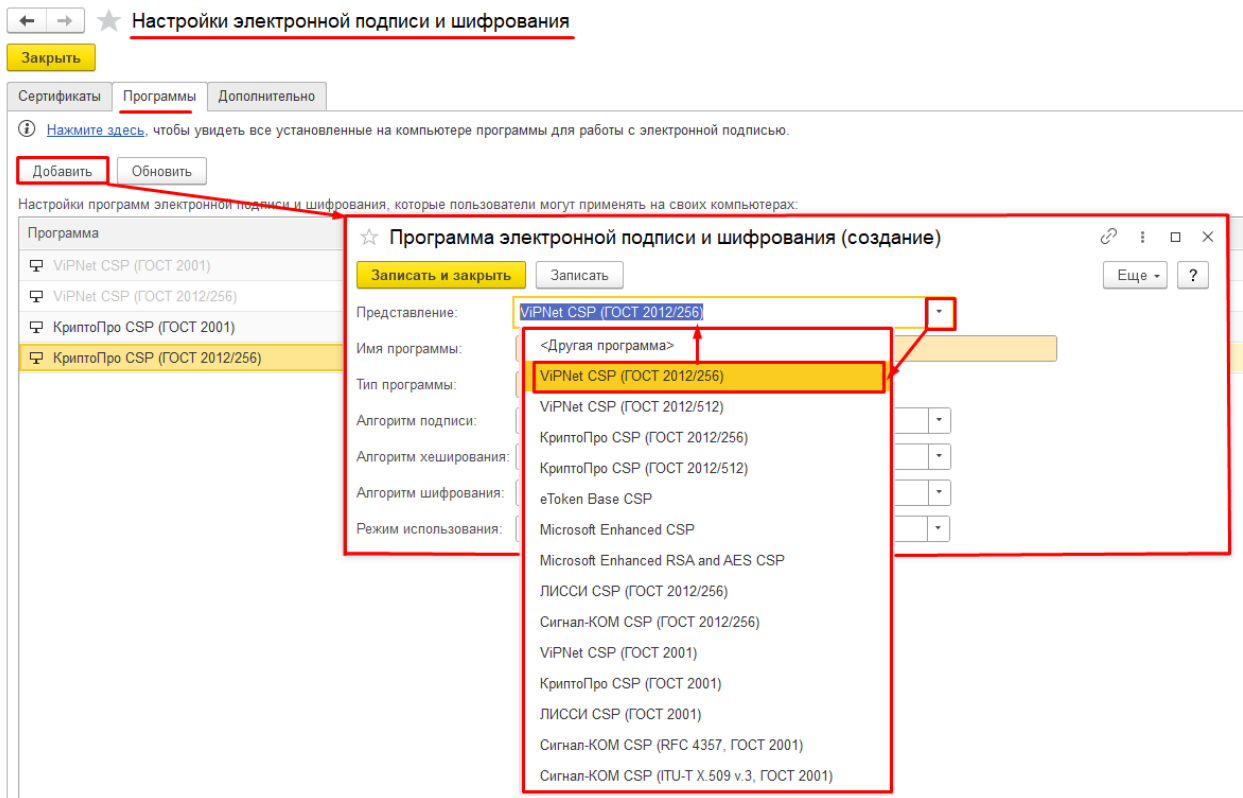 Настройки электронной подписи и шифрования
Закрыть
Сертификаты Программы Дополнительно
Нажмите здесь, чтобы увидеть все установленные на компьютере программы для работы с электронной подписью.
Добавить Обновить
Настройки программ электронной подписи и шифрования, которые пользователи могут применять на своих компьютерах:
Программа
ViPNet CSP (ГОСТ 2001)
ViPNet CSP (ГОСТ 2012/256)
КриптоПро CSP (ГОСТ 2001)
КриптоПро CSP (ГОСТ 2012/256)
Программа электронной подписи и шифрования (создание)
Записать и закрыть Записать Еще ?
Представление: ViPNet CSP (ГОСТ 2012/256)
Имя программы:
Тип программы:
Алгоритм подписи:
Алгоритм хеширования:
Алгоритм шифрования:
Режим использования:
<Другая программа>
ViPNet CSP (ГОСТ 2012/256)
ViPNet CSP (ГОСТ 2012/512)
КриптоПро CSP (ГОСТ 2012/256)
КриптоПро CSP (ГОСТ 2012/512)
eToken Base CSP
Microsoft Enhanced CSP
Microsoft Enhanced RSA and AES CSP
ЛИССИ CSP (ГОСТ 2012/256)
Сигнал-КОМ CSP (ГОСТ 2012/256)
ViPNet CSP (ГОСТ 2001)
КриптоПро CSP (ГОСТ 2001)
ЛИССИ CSP (ГОСТ 2001)
Сигнал-КОМ CSP (RFC 4357, ГОСТ 2001)
Сигнал-КОМ CSP (ITU-T X.509 v.3, ГОСТ 2001)